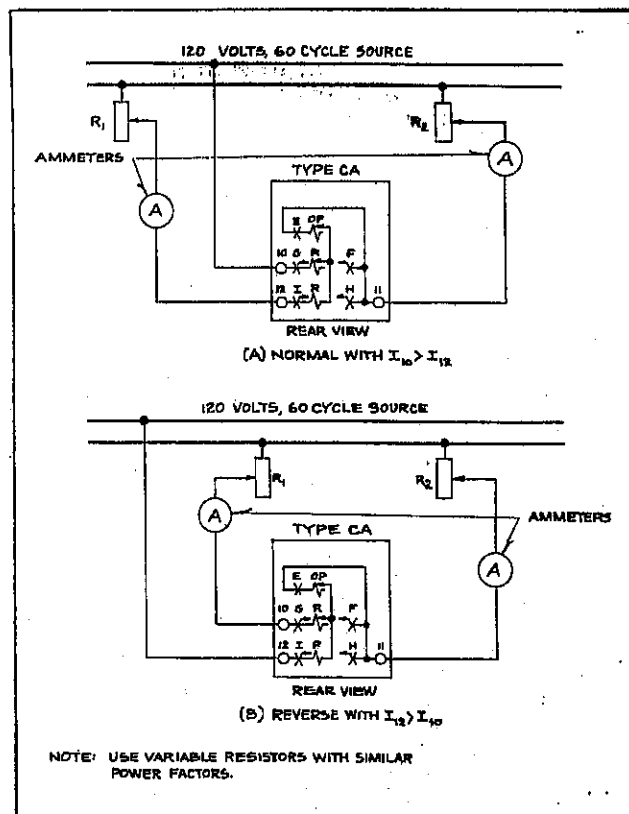 120 VOLTS, 60 CYCLE SOURCE
R1
R2
AMMETERS
A
A
TYPE CA
E OP
10 G R F
12 I R H 11
REAR VIEW
(A) NORMAL WITH I10 > I12
120 VOLTS, 60 CYCLE SOURCE
R1
R2
A
AMMETERS
TYPE CA
A
E OP
10 G R F
12 I R H 11
REAR VIEW
(B) REVERSE WITH I12 > I10
NOTE: USE VARIABLE RESISTORS WITH SIMILAR
POWER FACTORS.